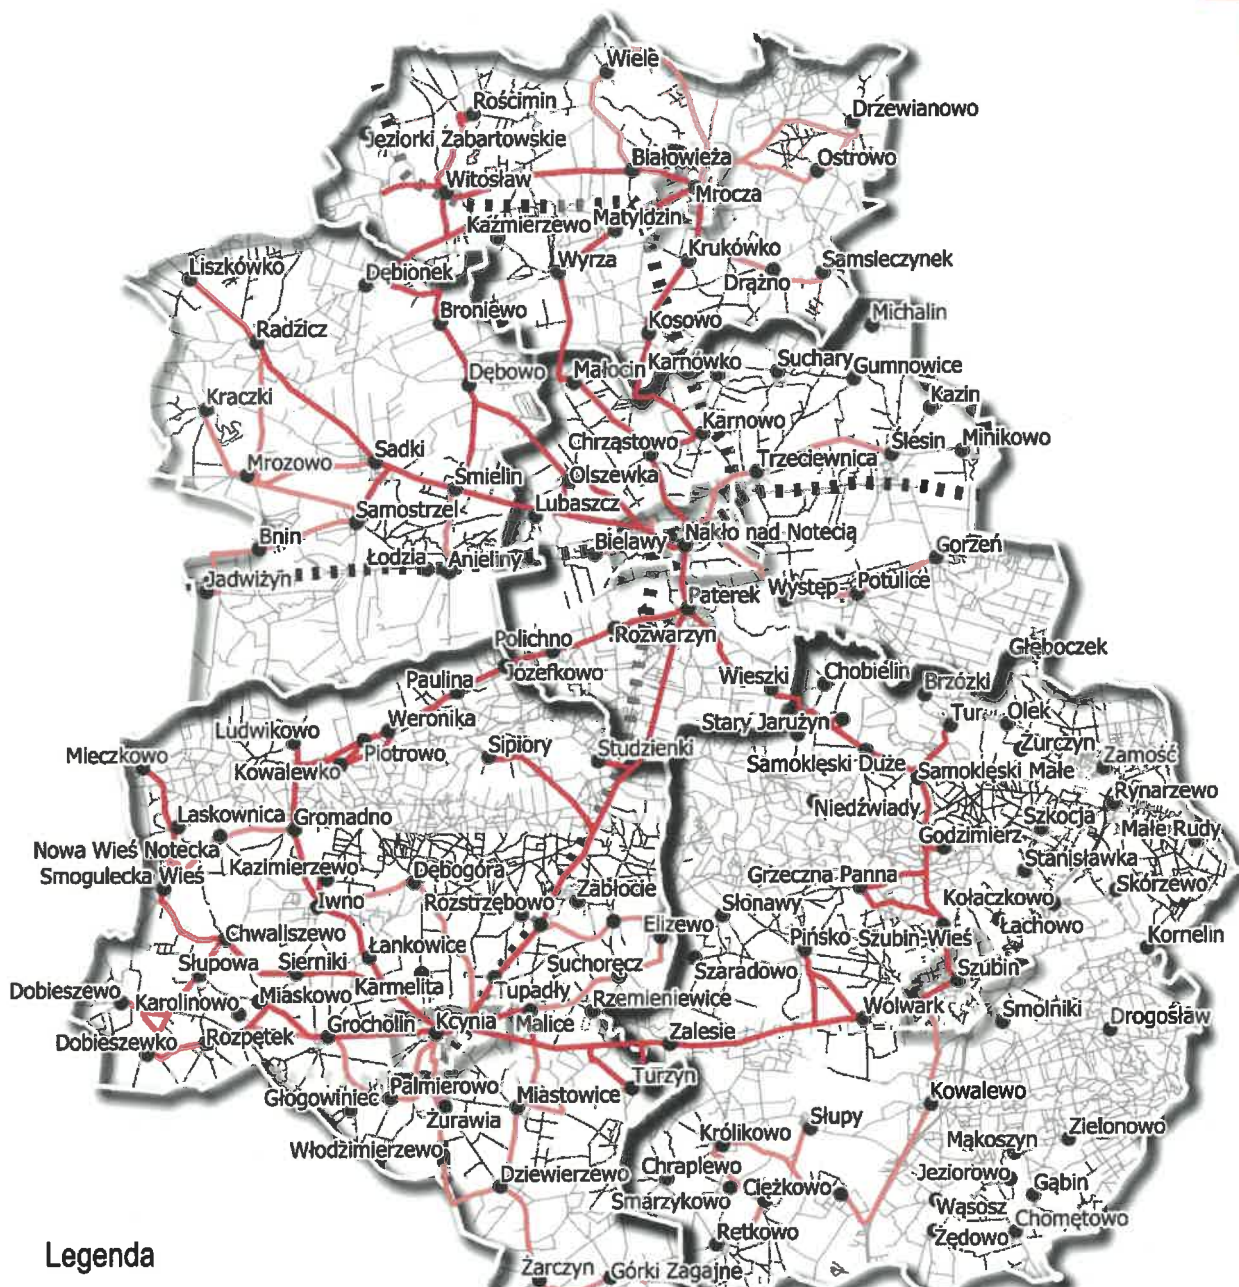 Wiele
Rościmin
Drzewianowo
Jeziorki Zabartowskie
Białowieża
Ostrowo
Witosław
Mrocza
Matyldzin
Kaźmierzewo
Krukówko
Wyrza
Samsieczynek
Liszkówko
Dębionek
Drążno
Broniewo
Michalin
Kosowo
Radzicz
Karnówko
Suchary
Małocin
Gumnowice
Dębowo
Kraczki
Kazin
Karnowo
Chrząstowo
Ślesin
Minikowo
Sadki
Mrozowo
Trzeciewnica
Śmielin
Olszewka
Samostrzel
Lubaszcz
Bnin
Bielawy
Nakło nad Notecią
Gorzeń
Łodzia
Anieliny
Jadwiżyn
Występ
Potulice
Paterek
Polichno
Rozwarzyn
Głęboczek
Józefkowo
Paulina
Wieszki
Chobielin
Brzózki
Weronika
Stary Jarużyn
Tur
Olek
Ludwikowo
Żurczyn
Mieczkowo
Piotrowo
Sipiory
Studzienki
Zamość
Kowalewko
Samoklęski Duże
Samoklęski Małe
Rynarzewo
Laskownica
Gromadno
Niedźwiady
Szkocja
Małe Rudy
Godzimierz
Nowa Wieś Notecka
Stanisławka
Smogulecka Wieś
Kazimierzewo
Dębogóra
Grzeczna Panna
Skórzewo
Zabłocie
Iwno
Rozstrzębowo
Słonawy
Kołaczkowo
Elizewo
Łachowo
Chwaliszewo
Łankowice
Pińsko
Szubin-Wieś
Kornelin
Słupowa
Sierniki
Suchoręcz
Szaradowo
Szubin
Dobieszewo
Karolinowo
Miaskowo
Karmelita
Tupadły
Rzemieniewice
Wolwark
Smolniki
Drogosław
Dobieszewko
Rozpętek
Grocholin
Kcynia
Malice
Zalesie
Turzyn
Głogowiniec
Palmierowo
Miastowice
Kowalewo
Żurawia
Słupy
Królikowo
Zielonowo
Włodzimierzewo
Mąkoszyn
Chraplewo
Jeziorowo
Dziewierzewo
Ciężkowo
Gąbin
Smarzykowo
Wąsosz
Chomętowo
Retkowo
Żędowo
Legenda
Żarczyn
Górki Zagajne